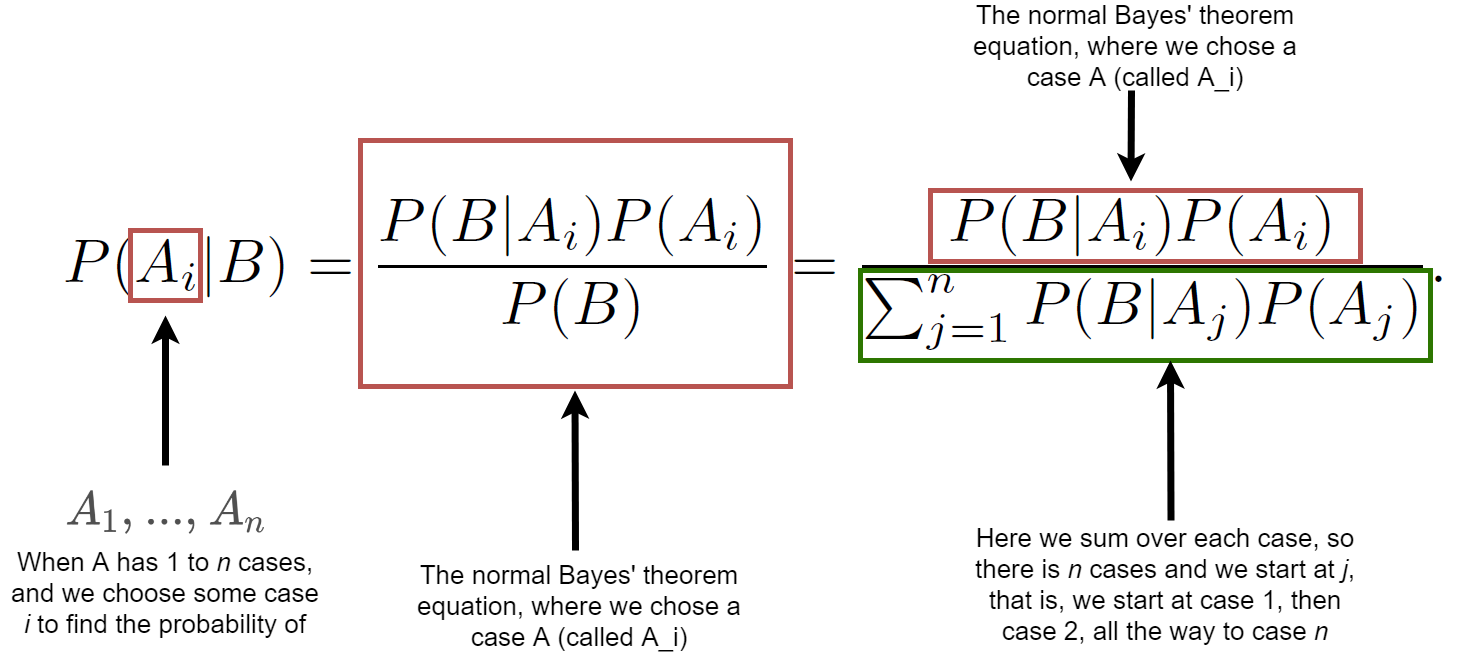 The normal Bayes' theorem
equation, where we chose a
case A (called A_i)
P(A_i|B) = \frac{P(B|A_i)P(A_i)}{P(B)} = \frac{P(B|A_i)P(A_i)}{\sum_{j=1}^{n} P(B|A_j)P(A_j)}.
A_1, ..., A_n
When A has 1 to n cases,
and we choose some case
i to find the probability of
The normal Bayes' theorem
equation, where we chose a
case A (called A_i)
Here we sum over each case, so
there is n cases and we start at j,
that is, we start at case 1, then
case 2, all the way to case n